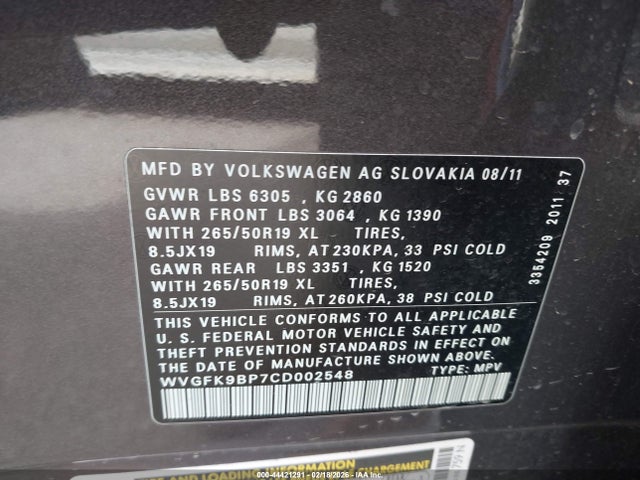 MFD BY VOLKSWAGEN AG SLOVAKIA 08/11
GVWR LBS 6305 , KG 2860
GAWR FRONT LBS 3064 , KG 1390
WITH 265/50R19 XL TIRES,
8.5JX19 RIMS, AT 230KPA, 33 PSI COLD
GAWR REAR LBS 3351 , KG 1520
WITH 265/50R19 XL TIRES,
8.5JX19 RIMS, AT 260KPA, 38 PSI COLD
THIS VEHICLE CONFORMS TO ALL APPLICABLE
U. S. FEDERAL MOTOR VEHICLE SAFETY AND
THEFT PREVENTION STANDARDS IN EFFECT ON
THE DATE OF MANUFACTURE SHOWN ABOVE.
WVGFK9BP7CD002548 TYPE: MPV
3354209 2011 37
AND LOADING INFORMATION
000-44421291 - 02/18/2026 - © IAA Inc.